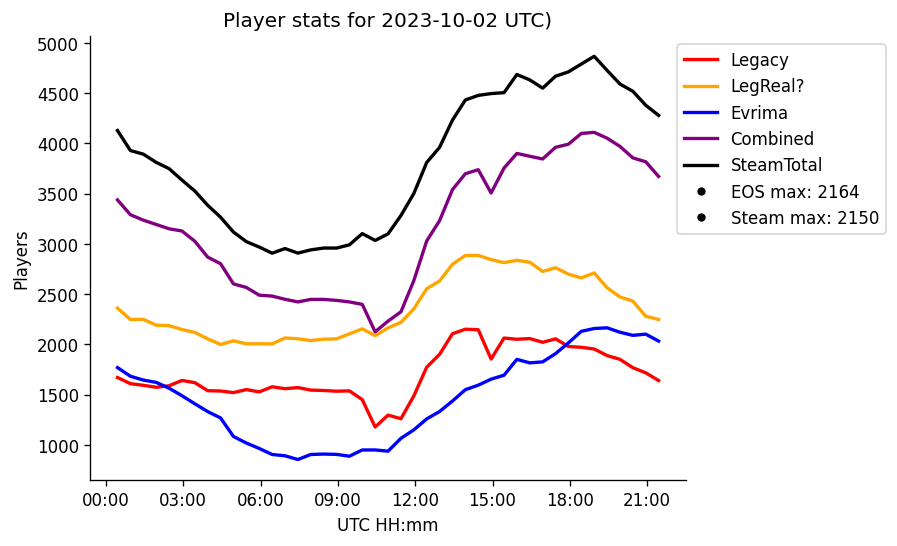 Player stats for 2023-10-02 UTC)
5000
4500
4000
3500
3000
2500
2000
1500
1000
Players
00:00 03:00 06:00 09:00 12:00 15:00 18:00 21:00
UTC HH:mm
Legacy
LegReal?
Evrima
Combined
SteamTotal
EOS max: 2164
Steam max: 2150